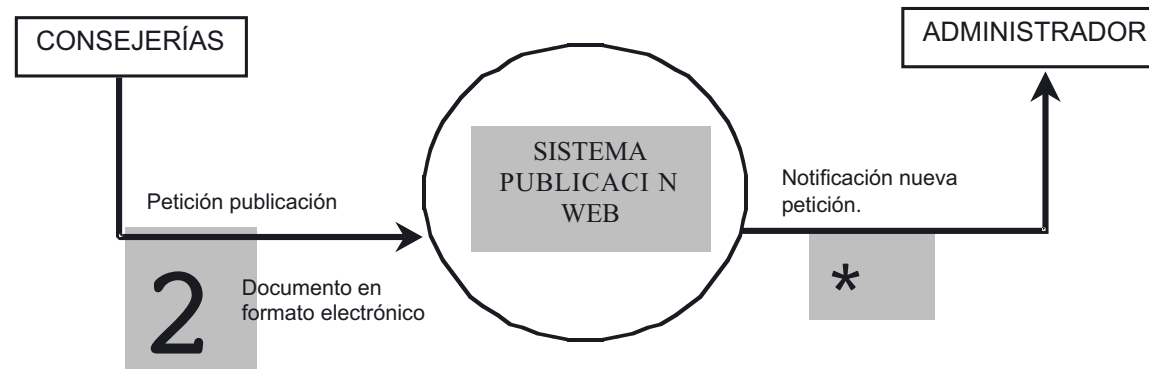 CONSEJERÍAS
ADMINISTRADOR
SISTEMA
PUBLICACI N
WEB
Petición publicación
Notificación nueva
petición.
2
Documento en
formato electrónico
*